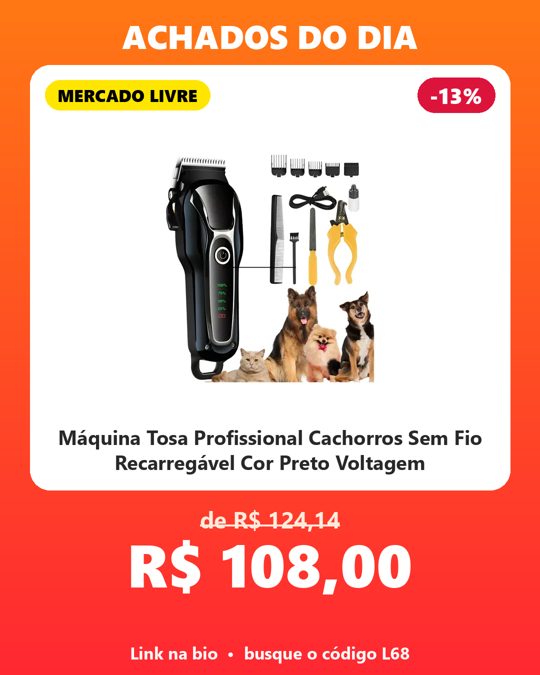 ACHADOS DO DIA
MERCADO LIVRE
-13%
Máquina Tosa Profissional Cachorros Sem Fio
Recarregável Cor Preto Voltagem
de R$ 124,14
R$ 108,00
Link na bio • busque o código L68